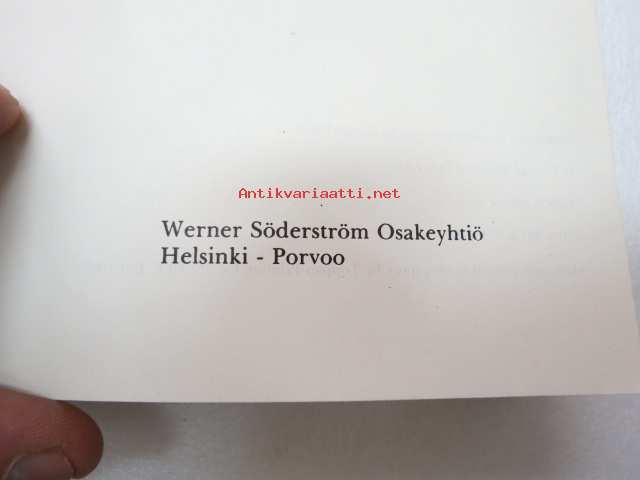 Antikvariaatti.net
Werner Söderström Osakeyhtiö
Helsinki - Porvoo